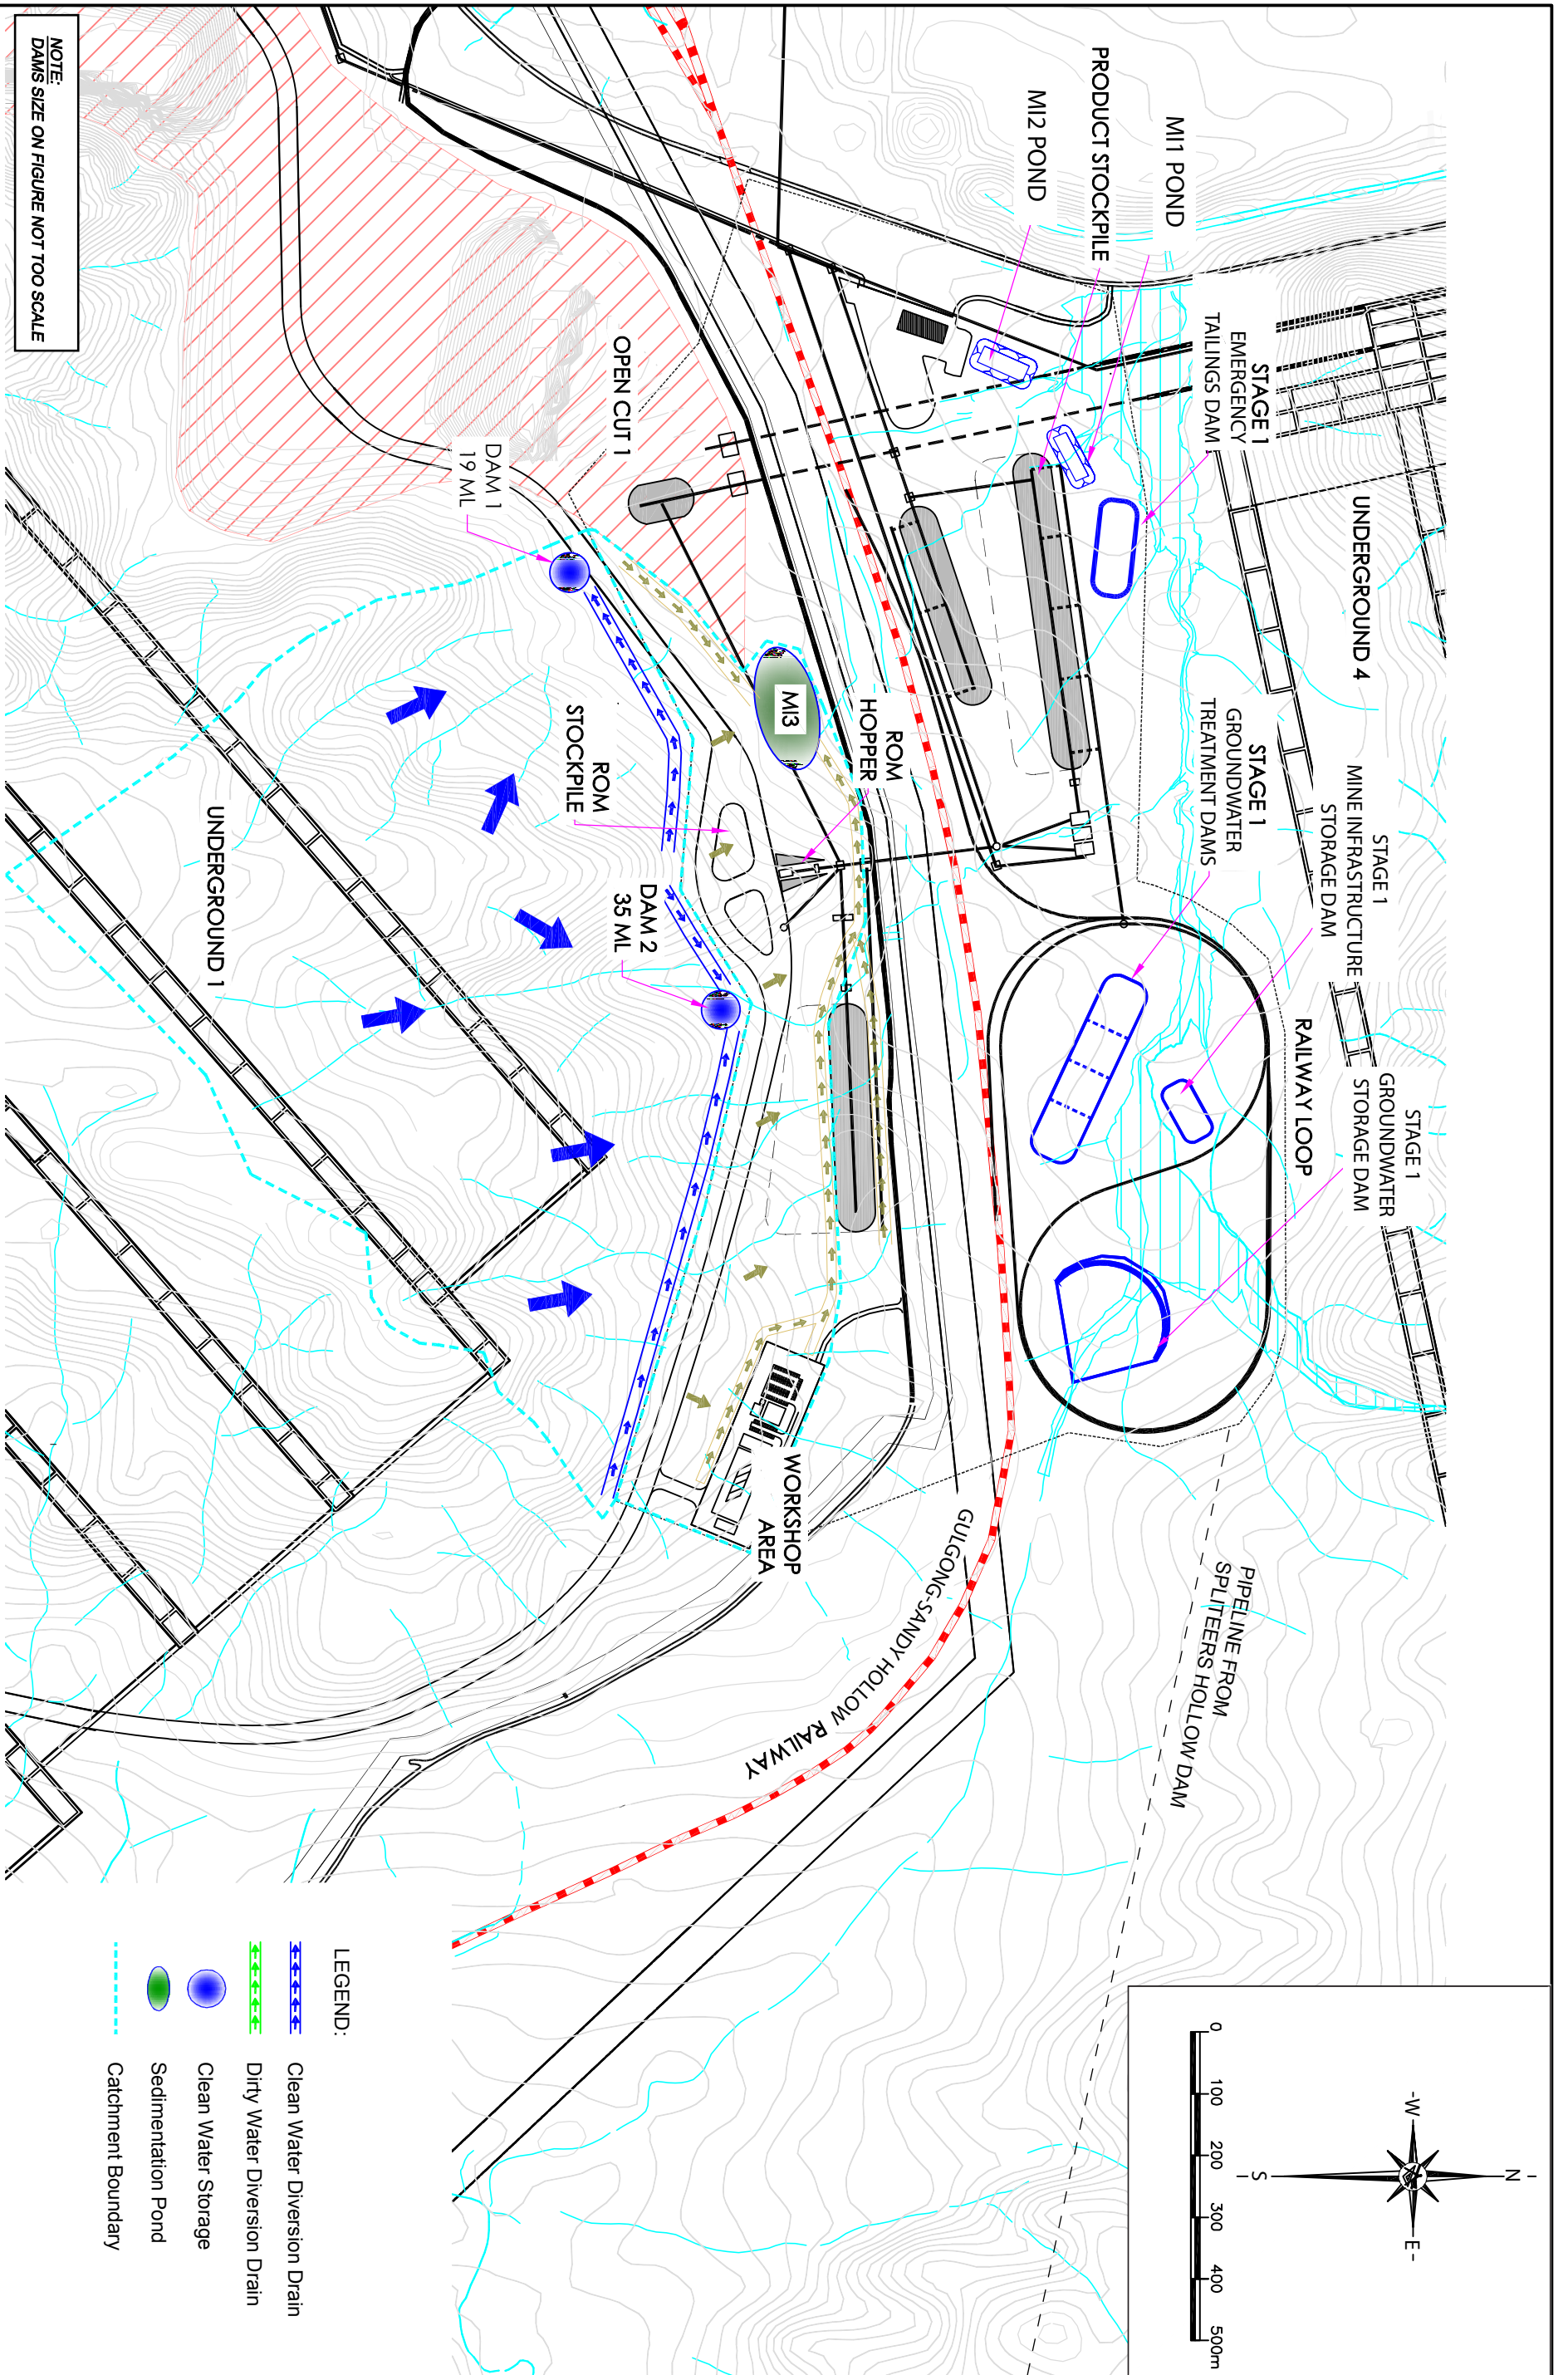 MI1 POND
PRODUCT STOCKPILE
MI2 POND
STAGE 1
EMERGENCY
TAILINGS DAM
UNDERGROUND 4
STAGE 1
GROUNDWATER
TREATMENT DAMS
STAGE 1
MINE INFRASTRUCTURE
STORAGE DAM
RAILWAY LOOP
STAGE 1
GROUNDWATER
STORAGE DAM
PIPELINE FROM
SPLITEERS HOLLOW DAM
GULGONG-SANDY HOLLOW RAILWAY
OPEN CUT 1
DAM 1
19 ML
MI3
ROM
HOPPER
ROM
STOCKPILE
DAM 2
35 ML
WORKSHOP
AREA
UNDERGROUND 1
NOTE:
DAMS SIZE ON FIGURE NOT TOO SCALE
-W-
N
-E-
S
0 100 200 300 400 500m
LEGEND:
Clean Water Diversion Drain
Dirty Water Diversion Drain
Clean Water Storage
Sedimentation Pond
Catchment Boundary